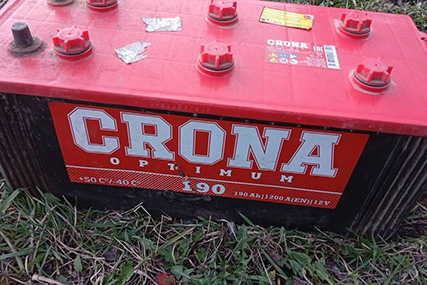 CRONA
CRONA
OPTIMUM
+50 C°/-40 C°
190
190 Ah|1200 A(EN)|12V